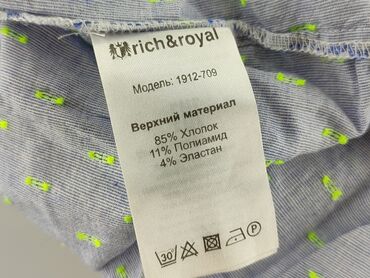 rich&royal
Модель: 1912-709
Верхний материал
85% Хлопок
11% Полиамид
4% Эластан
30
P